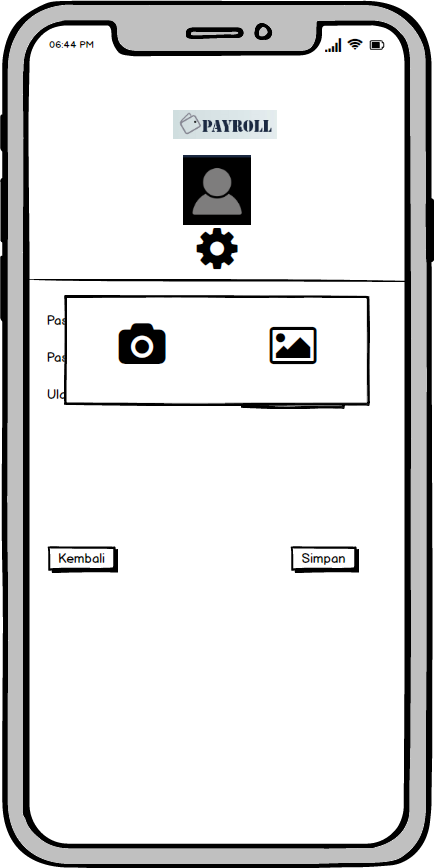 06:44 PM
PAYROLL
Pas
Pas
Ula
Kembali
Simpan